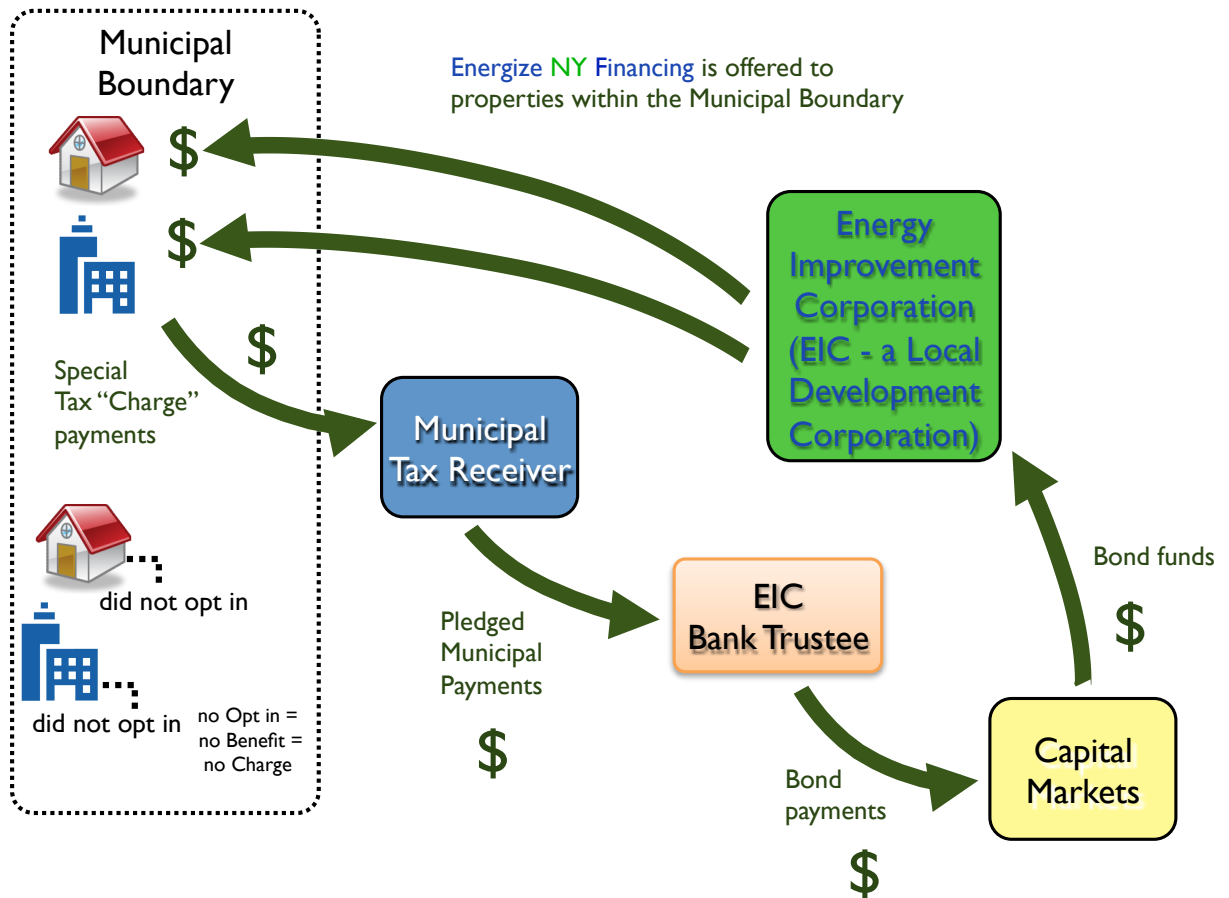 Municipal
Boundary
Energize NY Financing is offered to
properties within the Municipal Boundary
$
$
Energy
Improvement
Corporation
(EIC - a Local
Development
Corporation)
$
Special
Tax “Charge”
payments
Municipal
Tax Receiver
did not opt in
did not opt in
no Opt in =
no Benefit =
no Charge
Pledged
Municipal
Payments
$
EIC
Bank Trustee
Bond funds
$
Bond
payments
$
Capital
Markets